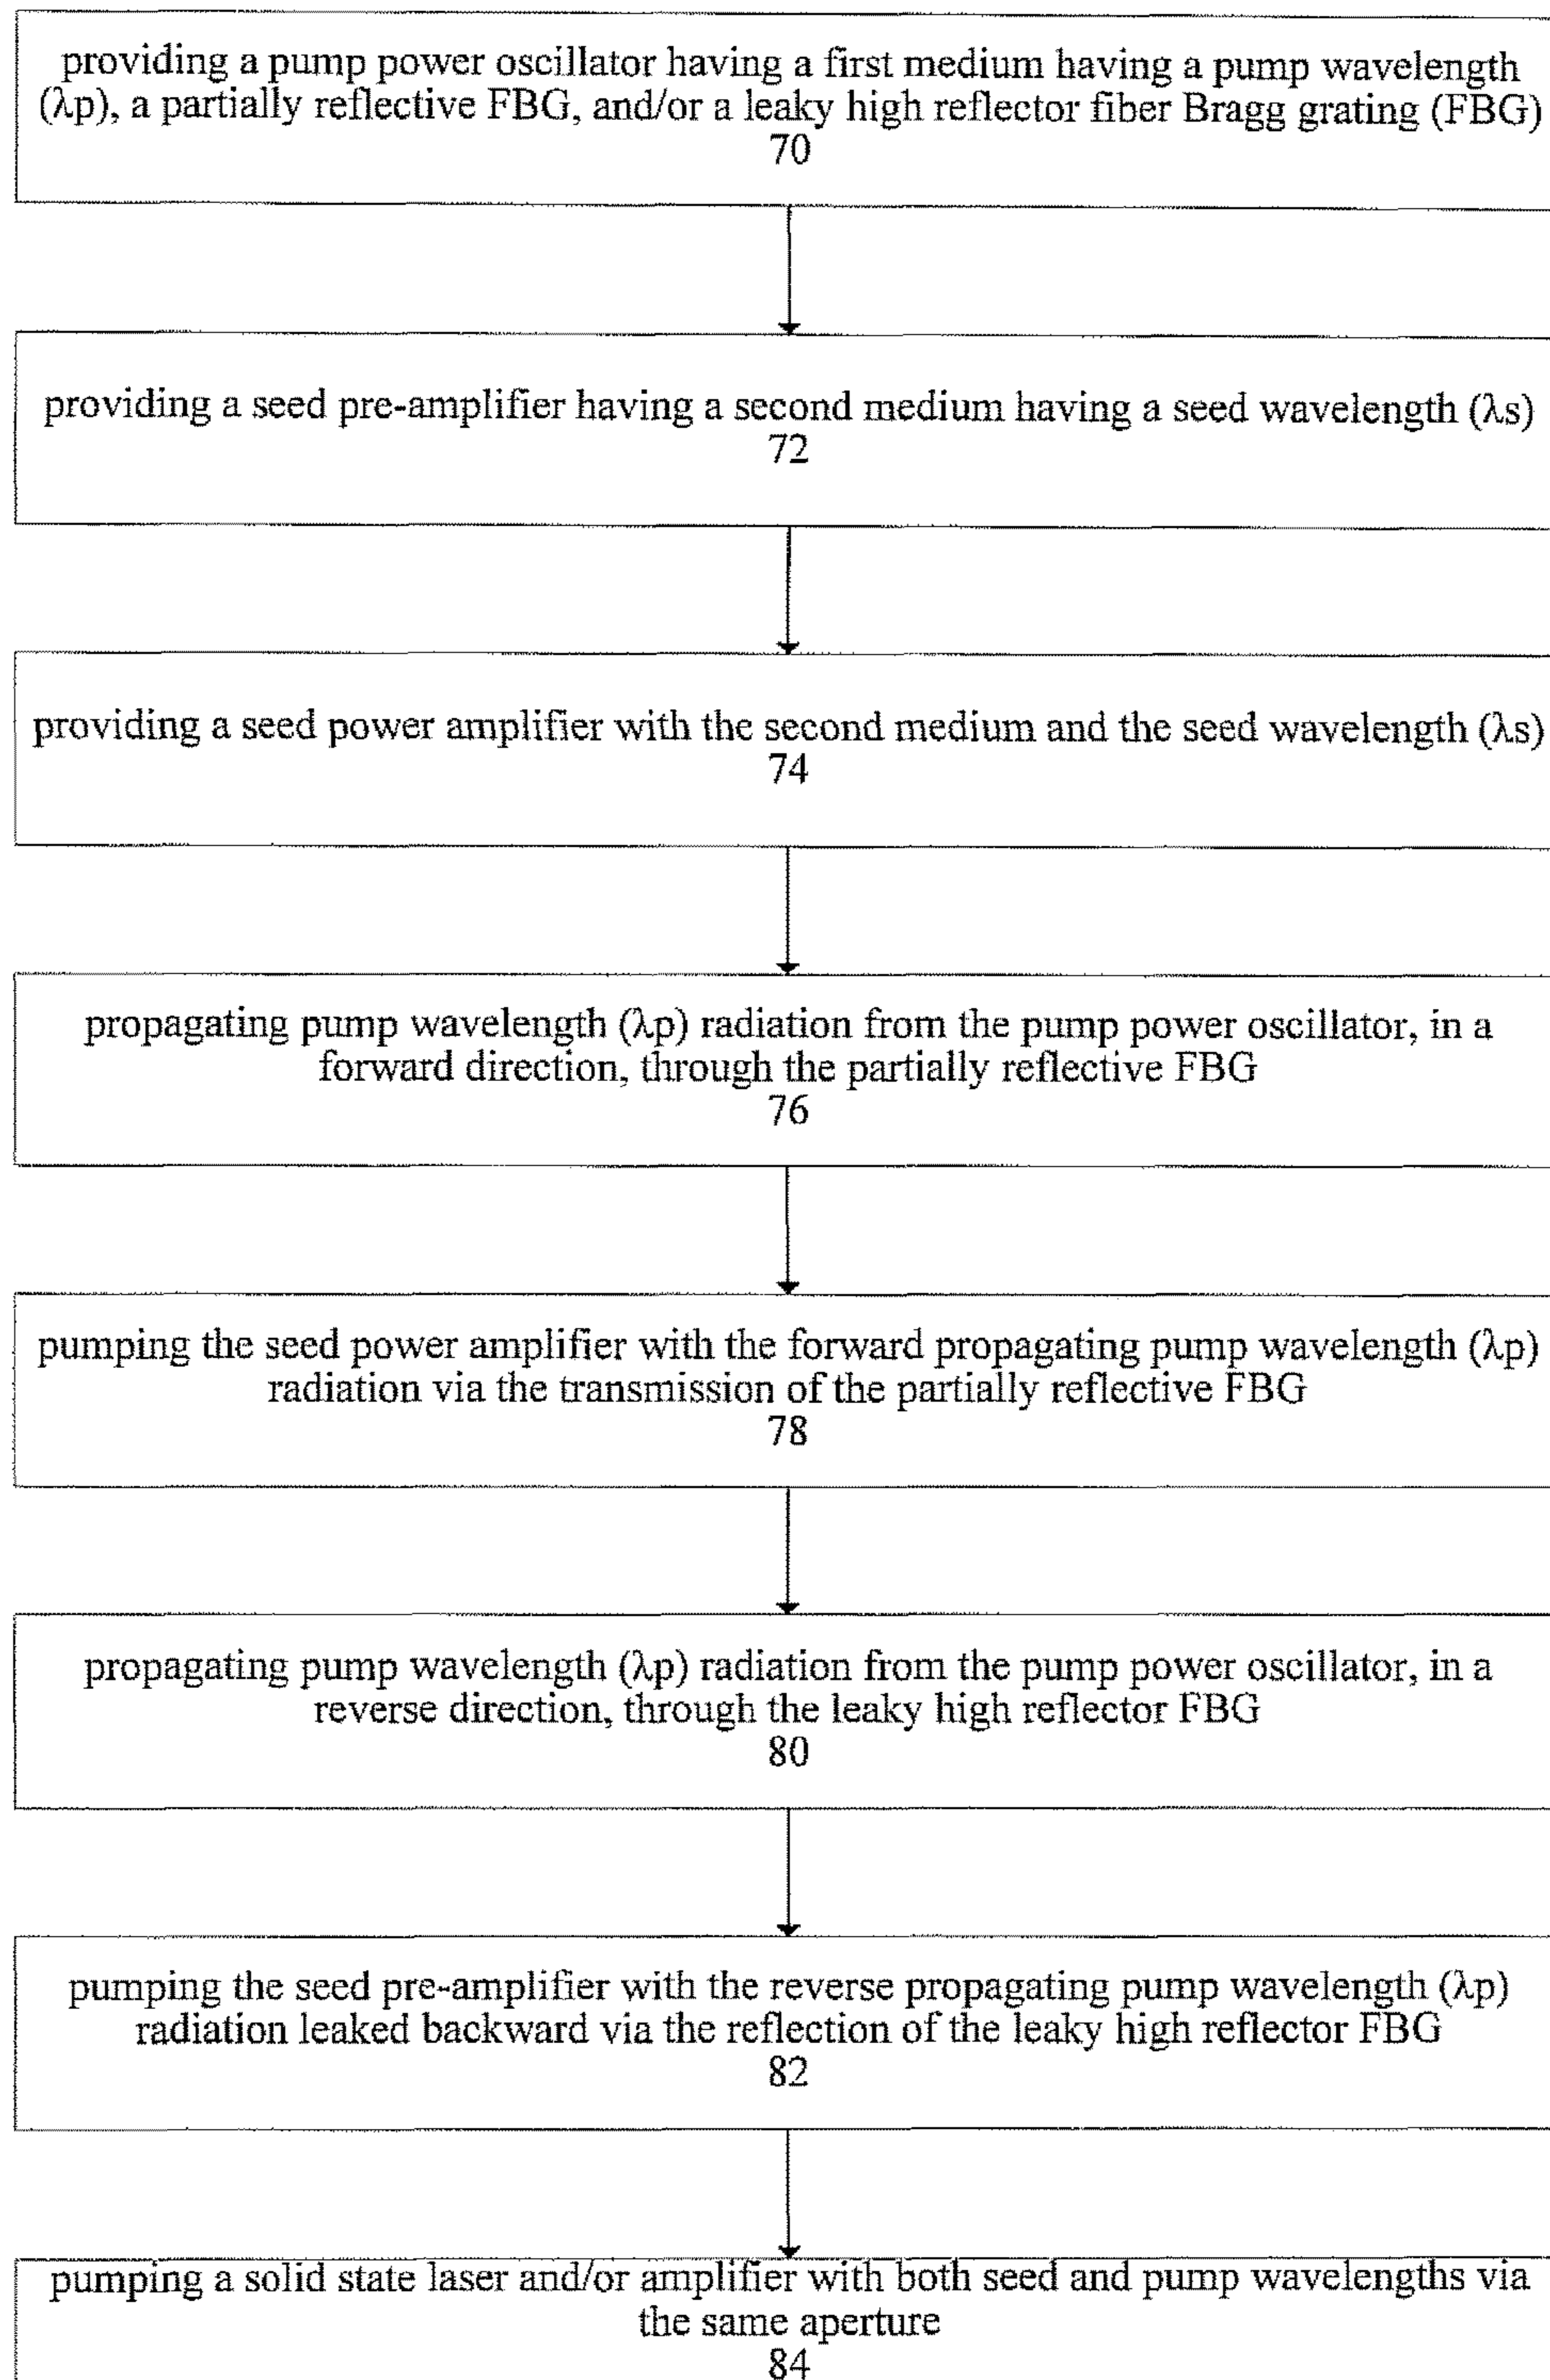 providing a pump power oscillator having a first medium having a pump wavelength
(λp), a partially reflective FBG, and/or a leaky high reflector fiber Bragg grating (FBG)
70
providing a seed pre-amplifier having a second medium having a seed wavelength (λs)
72
providing a seed power amplifier with the second medium and the seed wavelength (λs)
74
propagating pump wavelength (λp) radiation from the pump power oscillator, in a
forward direction, through the partially reflective FBG
76
pumping the seed power amplifier with the forward propagating pump wavelength (λp)
radiation via the transmission of the partially reflective FBG
78
propagating pump wavelength (λp) radiation from the pump power oscillator, in a
reverse direction, through the leaky high reflector FBG
80
pumping the seed pre-amplifier with the reverse propagating pump wavelength (λp)
radiation leaked backward via the reflection of the leaky high reflector FBG
82
pumping a solid state laser and/or amplifier with both seed and pump wavelengths via
the same aperture
84